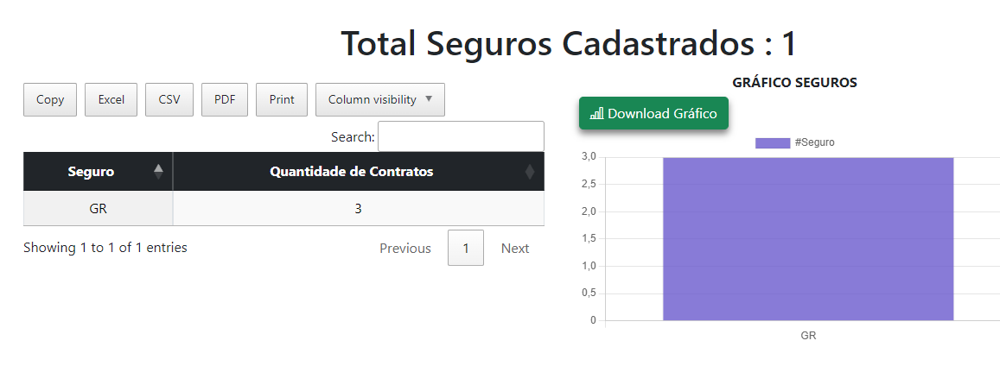 Total Seguros Cadastrados : 1
Copy
Excel
CSV
PDF
Print
Column visibility
Search:
Seguro
Quantidade de Contratos
GR
3
Showing 1 to 1 of 1 entries
Previous
1
Next
GRÁFICO SEGUROS
Download Gráfico
#Seguro
3,0
2,5
2,0
1,5
1,0
0,5
0
GR